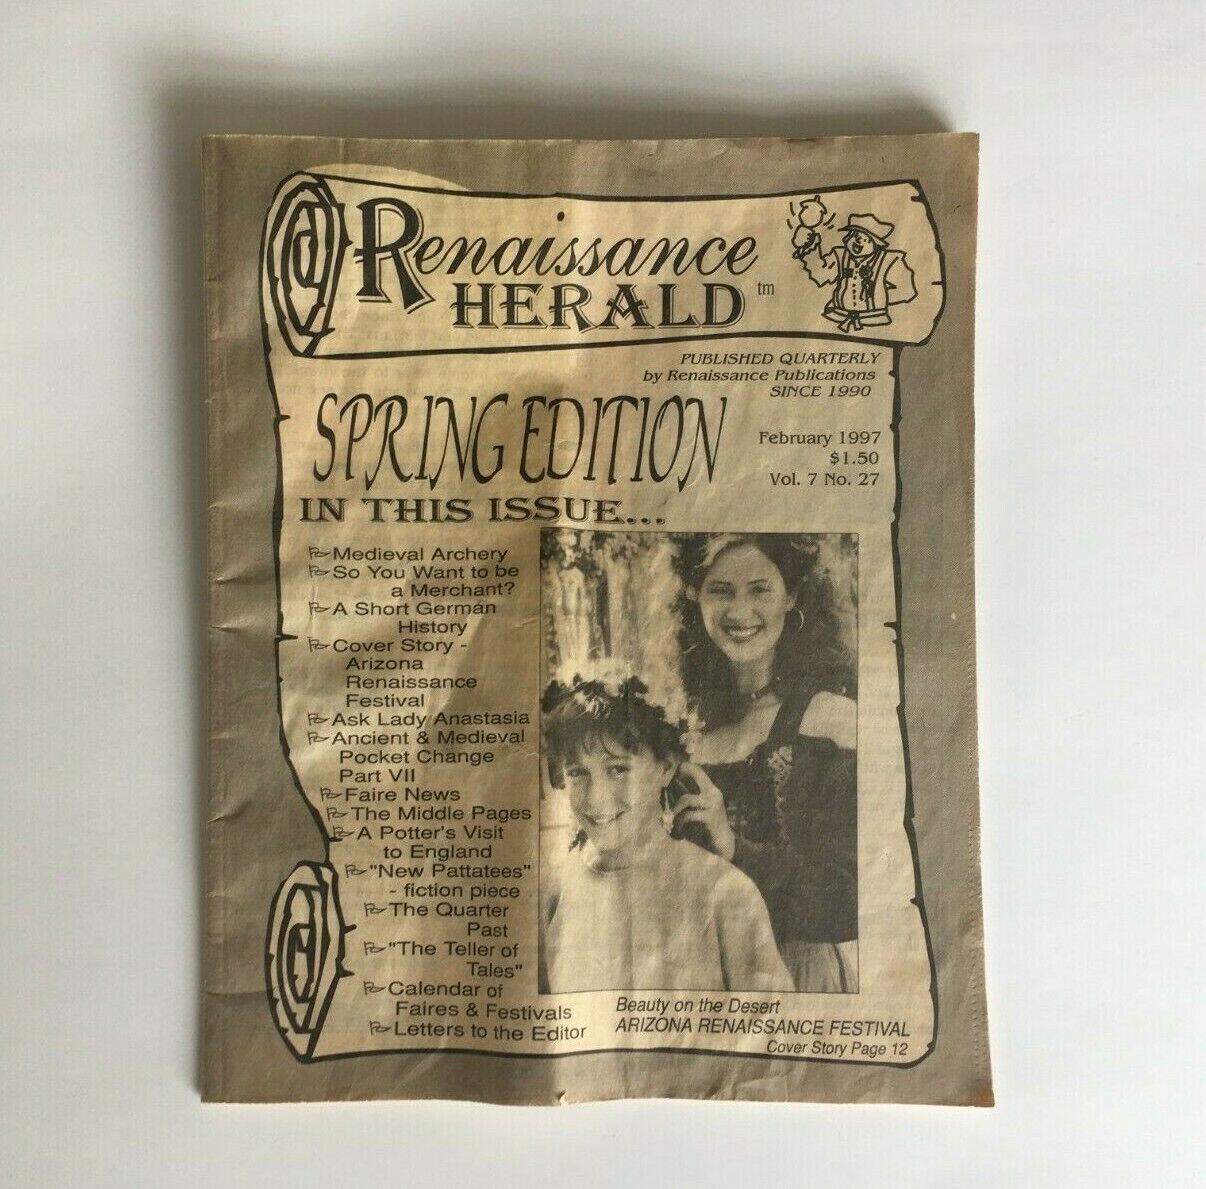 Renaissance
HERALD tm
PUBLISHED QUARTERLY
by Renaissance Publications
SINCE 1990
SPRING EDITION
February 1997
$1.50
Vol. 7 No. 27
IN THIS ISSUE...
Medieval Archery
So You Want to be
a Merchant?
A Short German
History
Cover Story -
Arizona
Renaissance
Festival
Ask Lady Anastasia
Ancient & Medieval
Pocket Change
Part VII
Faire News
The Middle Pages
A Potter's Visit
to England
"New Pattatees"
- fiction piece
The Quarter
Past
"The Teller of
Tales"
Calendar of
Faires & Festivals
Letters to the Editor
Beauty on the Desert
ARIZONA RENAISSANCE FESTIVAL
Cover Story Page 12